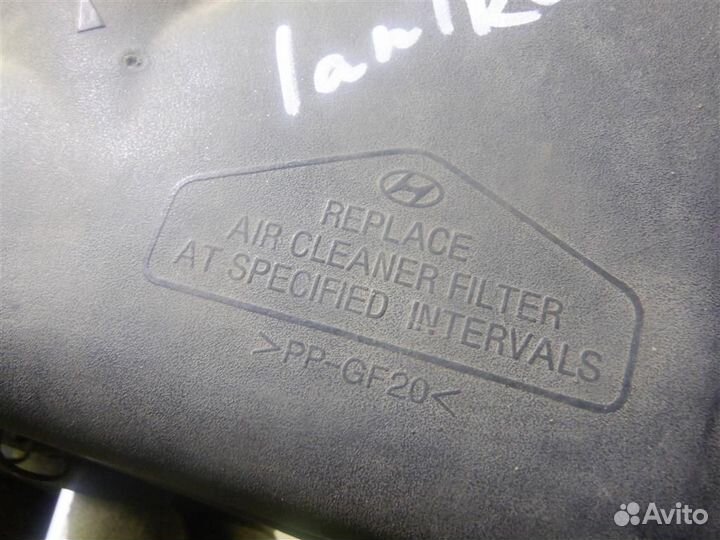 REPLACE
AIR CLEANER FILTER
AT SPECIFIED INTERVALS
>PP-GF20<
Avito